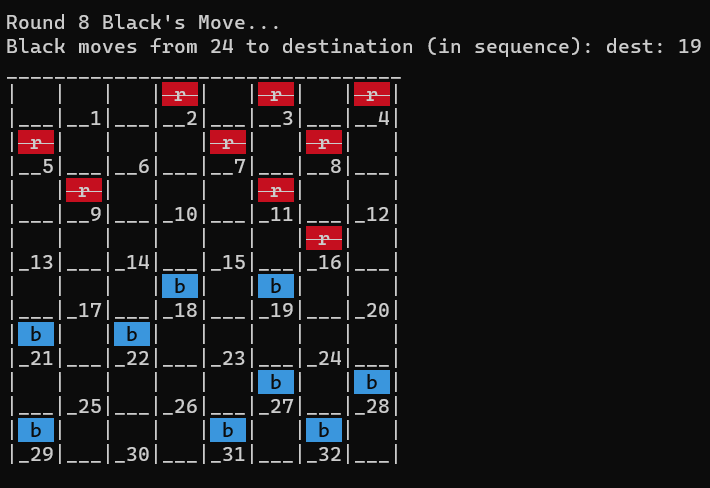 Round 8 Black's Move...
Black moves from 24 to destination (in sequence): dest: 19
_________________________________
|   |   |   | r |   | r |   | r |
|___|__1|___|__2|___|__3|___|__4|
| r |   |   |   | r |   | r |   |
|__5|___|__6|___|__7|___|__8|___|
|   | r |   |   |   | r |   |   |
|___|__9|___|_10|___|_11|___|_12|
|   |   |   |   |   |   | r |   |
|_13|___|_14|___|_15|___|_16|___|
|   |   |   | b |   | b |   |   |
|___|_17|___|_18|___|_19|___|_20|
| b |   | b |   |   |   |   |   |
|_21|___|_22|___|_23|___|_24|___|
|   |   |   |   |   | b |   | b |
|___|_25|___|_26|___|_27|___|_28|
| b |   |   |   | b |   | b |   |
|_29|___|_30|___|_31|___|_32|___|